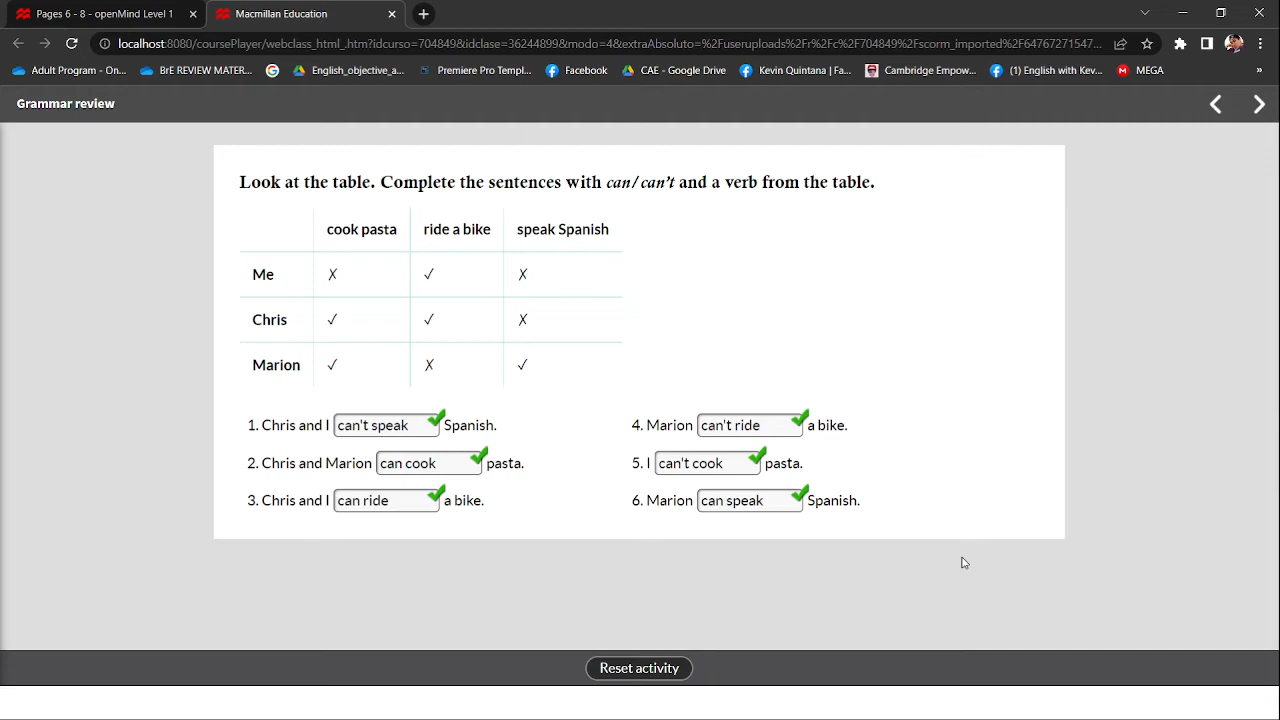 Pages 6 - 8 - openMind Level 1
Macmillan Education
localhost:8080/coursePlayer/webclass_html_.htm?idcurso=704849&idclase=36244899&modo=4&extraAbsoluto=%2Fuseruploads%2Fr%2Fc%2F704849%2Fscorm_imported%2F64767271547...
Adult Program - On...
BrE REVIEW MATER...
English_objective_a...
Premiere Pro Templ...
Facebook
CAE - Google Drive
Kevin Quintana | Fa...
Cambridge Empow...
(1) English with Kev...
MEGA
Grammar review
Look at the table. Complete the sentences with can/can't and a verb from the table.
cook pasta ride a bike speak Spanish
Me ✗ ✓ ✗
Chris ✓ ✓ ✗
Marion ✓ ✗ ✓
1. Chris and I can't speak Spanish.
2. Chris and Marion can cook pasta.
3. Chris and I can ride a bike.
4. Marion can't ride a bike.
5. I can't cook pasta.
6. Marion can speak Spanish.
Reset activity